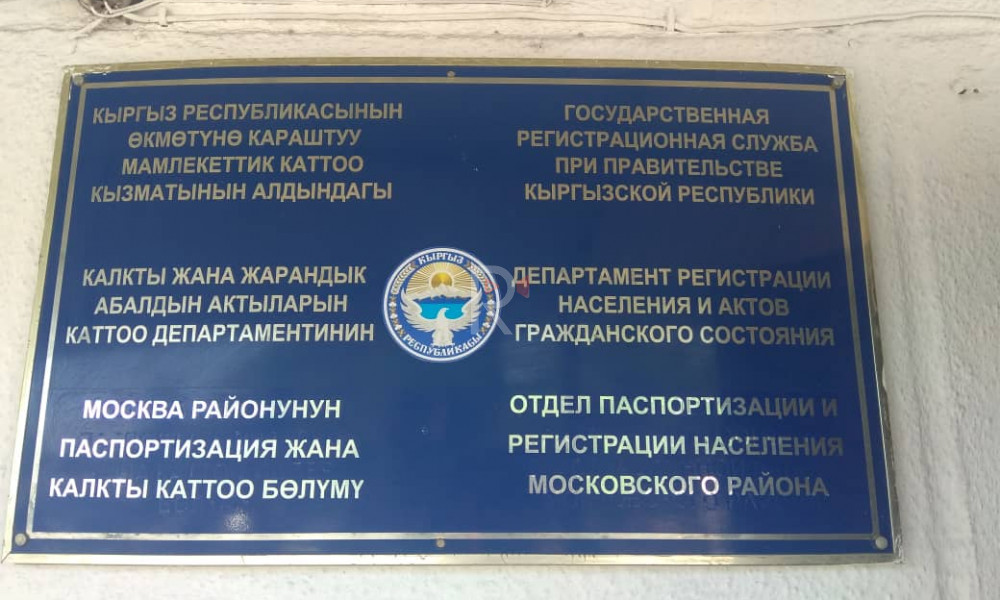 КЫРГЫЗ РЕСПУБЛИКАСЫНЫН
ӨКМӨТҮНӨ КАРАШТУУ
МАМЛЕКЕТТИК КАТТОО
КЫЗМАТЫНЫН АЛДЫНДАГЫ
КАЛКТЫ ЖАНА ЖАРАНДЫК
АБАЛДЫН АКТЫЛАРЫН
КАТТОО ДЕПАРТАМЕНТИНИН
МОСКВА РАЙОНУНУН
ПАСПОРТИЗАЦИЯ ЖАНА
КАЛКТЫ КАТТОО БӨЛҮМҮ
КЫРГЫЗ
РЕСПУБЛИКАСЫ
ГОСУДАРСТВЕННАЯ
РЕГИСТРАЦИОННАЯ СЛУЖБА
ПРИ ПРАВИТЕЛЬСТВЕ
КЫРГЫЗСКОЙ РЕСПУБЛИКИ
ДЕПАРТАМЕНТ РЕГИСТРАЦИИ
НАСЕЛЕНИЯ И АКТОВ
ГРАЖДАНСКОГО СОСТОЯНИЯ
ОТДЕЛ ПАСПОРТИЗАЦИИ И
РЕГИСТРАЦИИ НАСЕЛЕНИЯ
МОСКОВСКОГО РАЙОНА